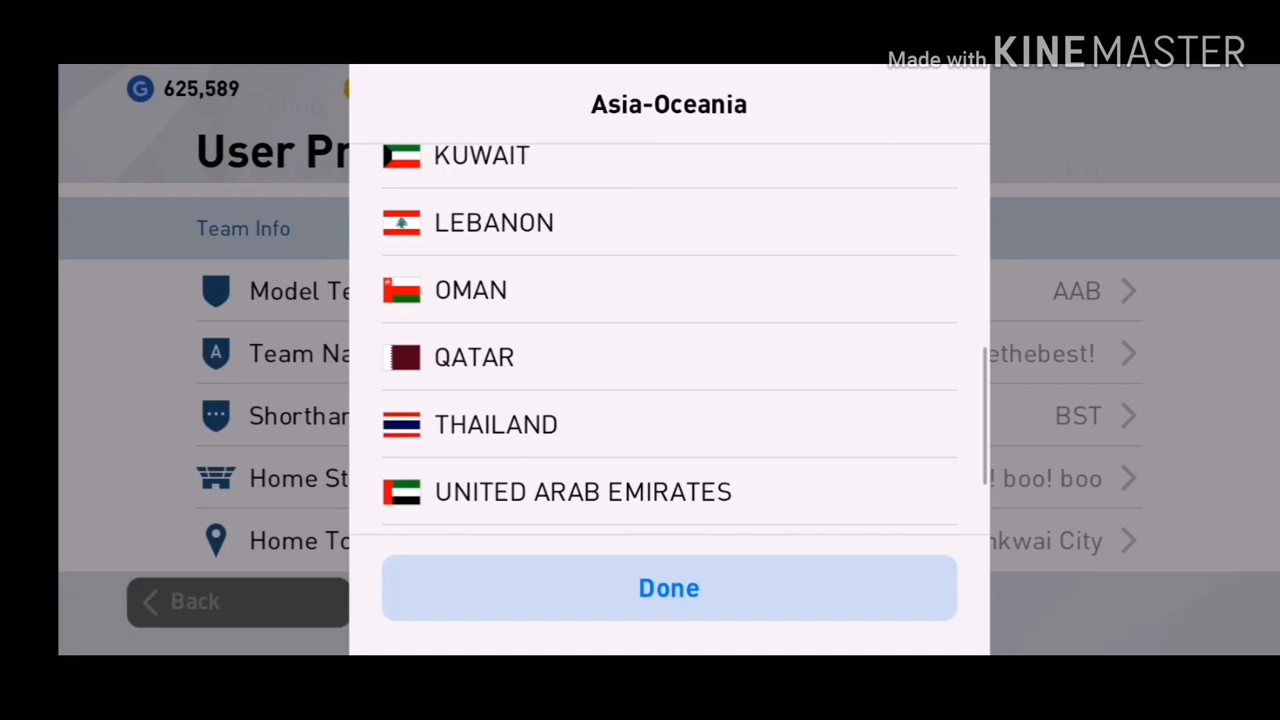 Made with KINEMASTER
625,589
Asia-Oceania
User Pr
KUWAIT
Team Info
LEBANON
Model Te
OMAN
AAB
Team Na
QATAR
ethebest!
Shorthar
THAILAND
BST
Home St
UNITED ARAB EMIRATES
! boo! boo
Home To
nkwai City
Back
Done